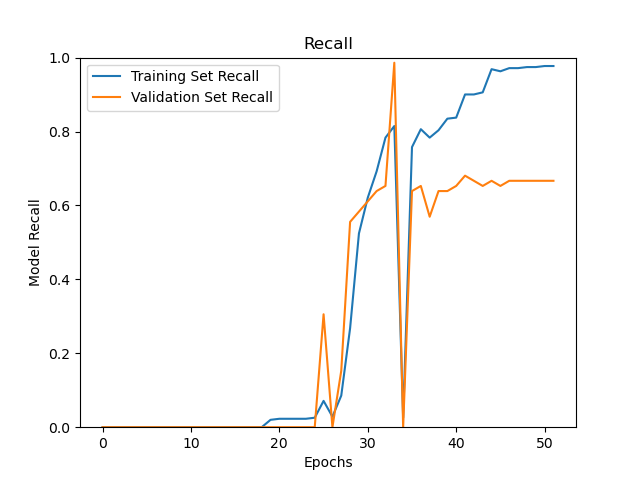 Recall
Training Set Recall
Validation Set Recall
Model Recall
1.0
0.8
0.6
0.4
0.2
0.0
0 10 20 30 40 50
Epochs